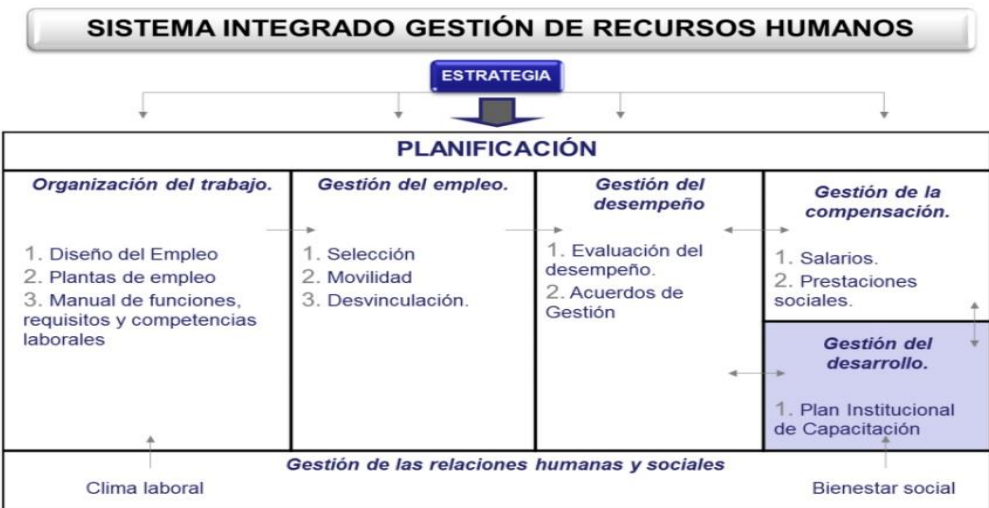 SISTEMA INTEGRADO GESTIÓN DE RECURSOS HUMANOS
ESTRATEGIA
PLANIFICACIÓN
Organización del trabajo.
1. Diseño del Empleo
2. Plantas de empleo
3. Manual de funciones,
requisitos y competencias
laborales
Gestión del empleo.
1. Selección
2. Movilidad
3. Desvinculación.
Gestión del
desempeño
1. Evaluación del
desempeño.
2. Acuerdos de
Gestión
Gestión de la
compensación.
1. Salarios.
2. Prestaciones
sociales.
Gestión del
desarrollo.
1. Plan Institucional
de Capacitación
Gestión de las relaciones humanas y sociales
Clima laboral
Bienestar social